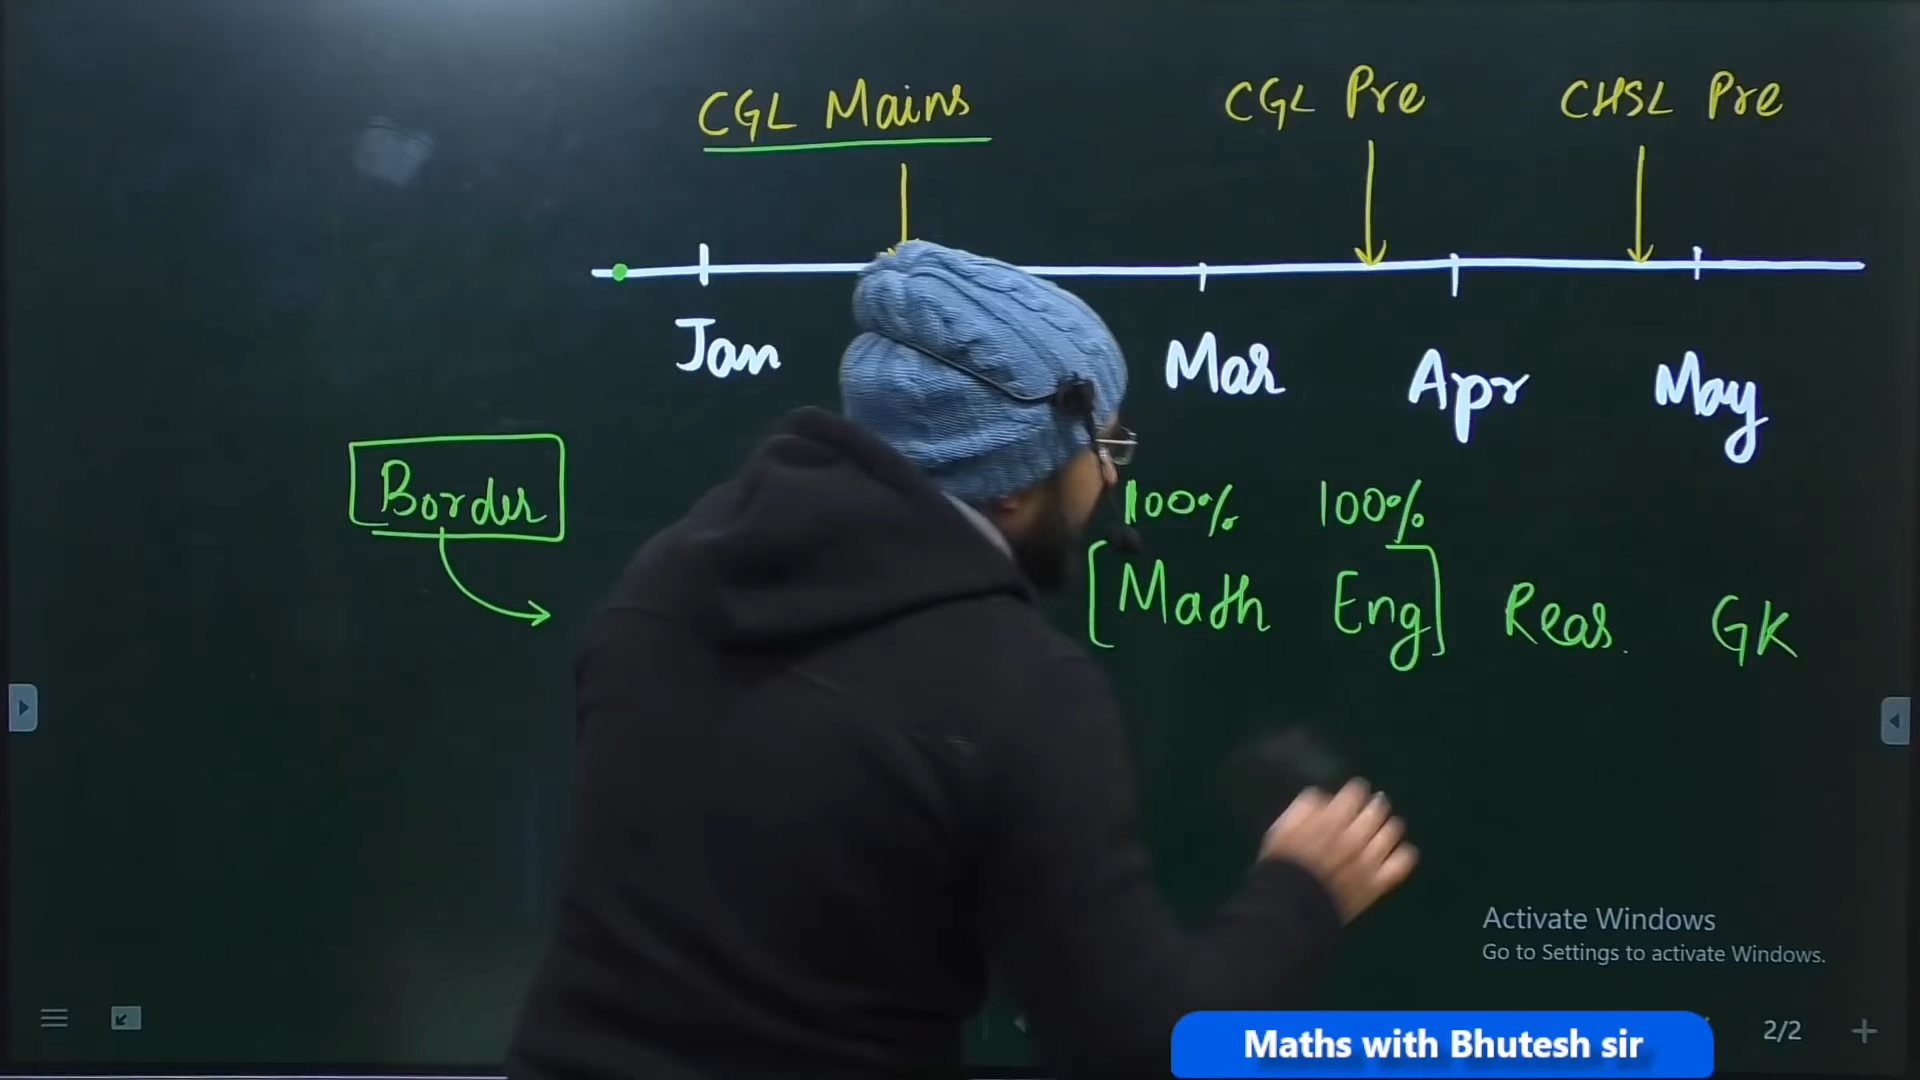 CGL Mains CGL Pre CHSL Pre
Jan Mar Apr May
Border
100% 100%
[Math Eng] Reas. GK
Activate Windows
Go to Settings to activate Windows.
2/2
Maths with Bhutesh sir